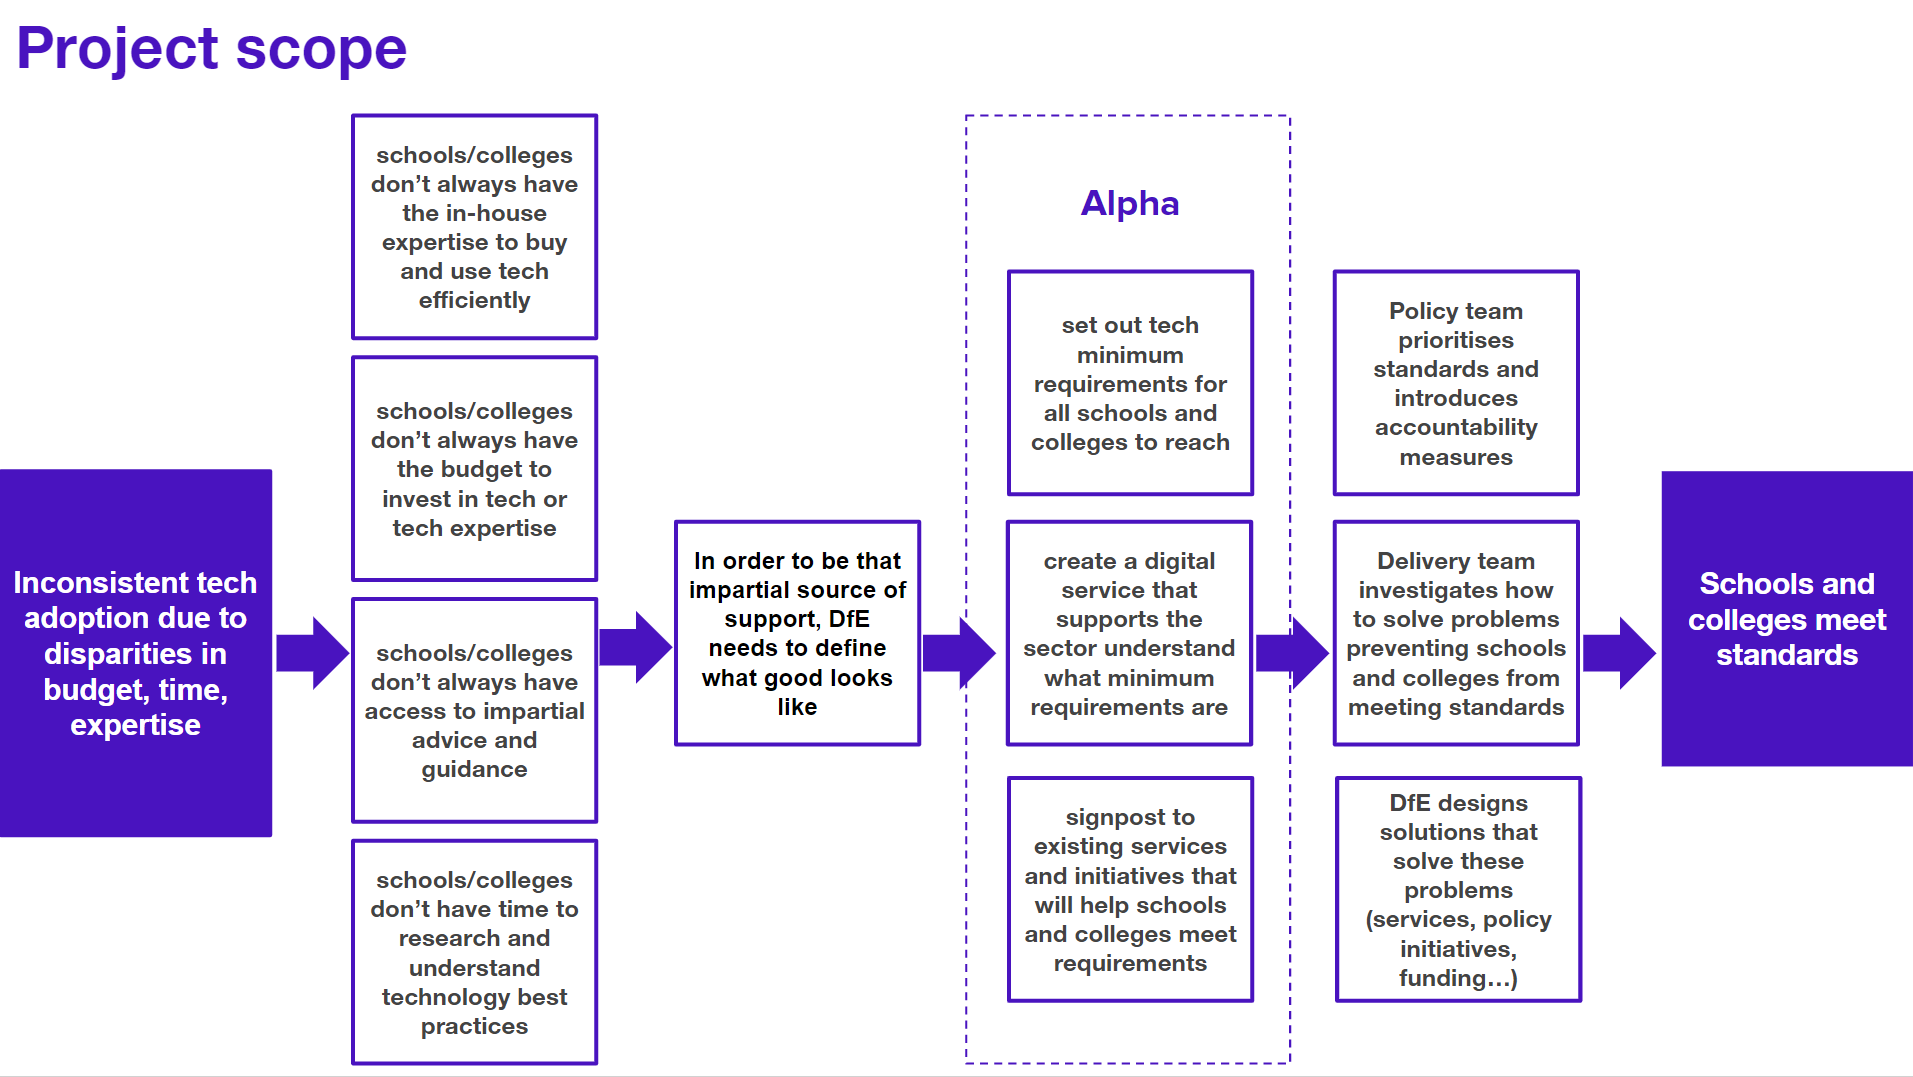 Project scope
Inconsistent tech
adoption due to
disparities in
budget, time,
expertise
schools/colleges
don’t always have
the in-house
expertise to buy
and use tech
efficiently
schools/colleges
don’t always have
the budget to
invest in tech or
tech expertise
schools/colleges
don’t always have
access to impartial
advice and
guidance
schools/colleges
don’t have time to
research and
understand
technology best
practices
In order to be that
impartial source of
support, DfE
needs to define
what good looks
like
Alpha
set out tech
minimum
requirements for
all schools and
colleges to reach
create a digital
service that
supports the
sector understand
what minimum
requirements are
signpost to
existing services
and initiatives that
will help schools
and colleges meet
requirements
Policy team
prioritises
standards and
introduces
accountability
measures
Delivery team
investigates how
to solve problems
preventing schools
and colleges from
meeting standards
DfE designs
solutions that
solve these
problems
(services, policy
initiatives,
funding…)
Schools and
colleges meet
standards